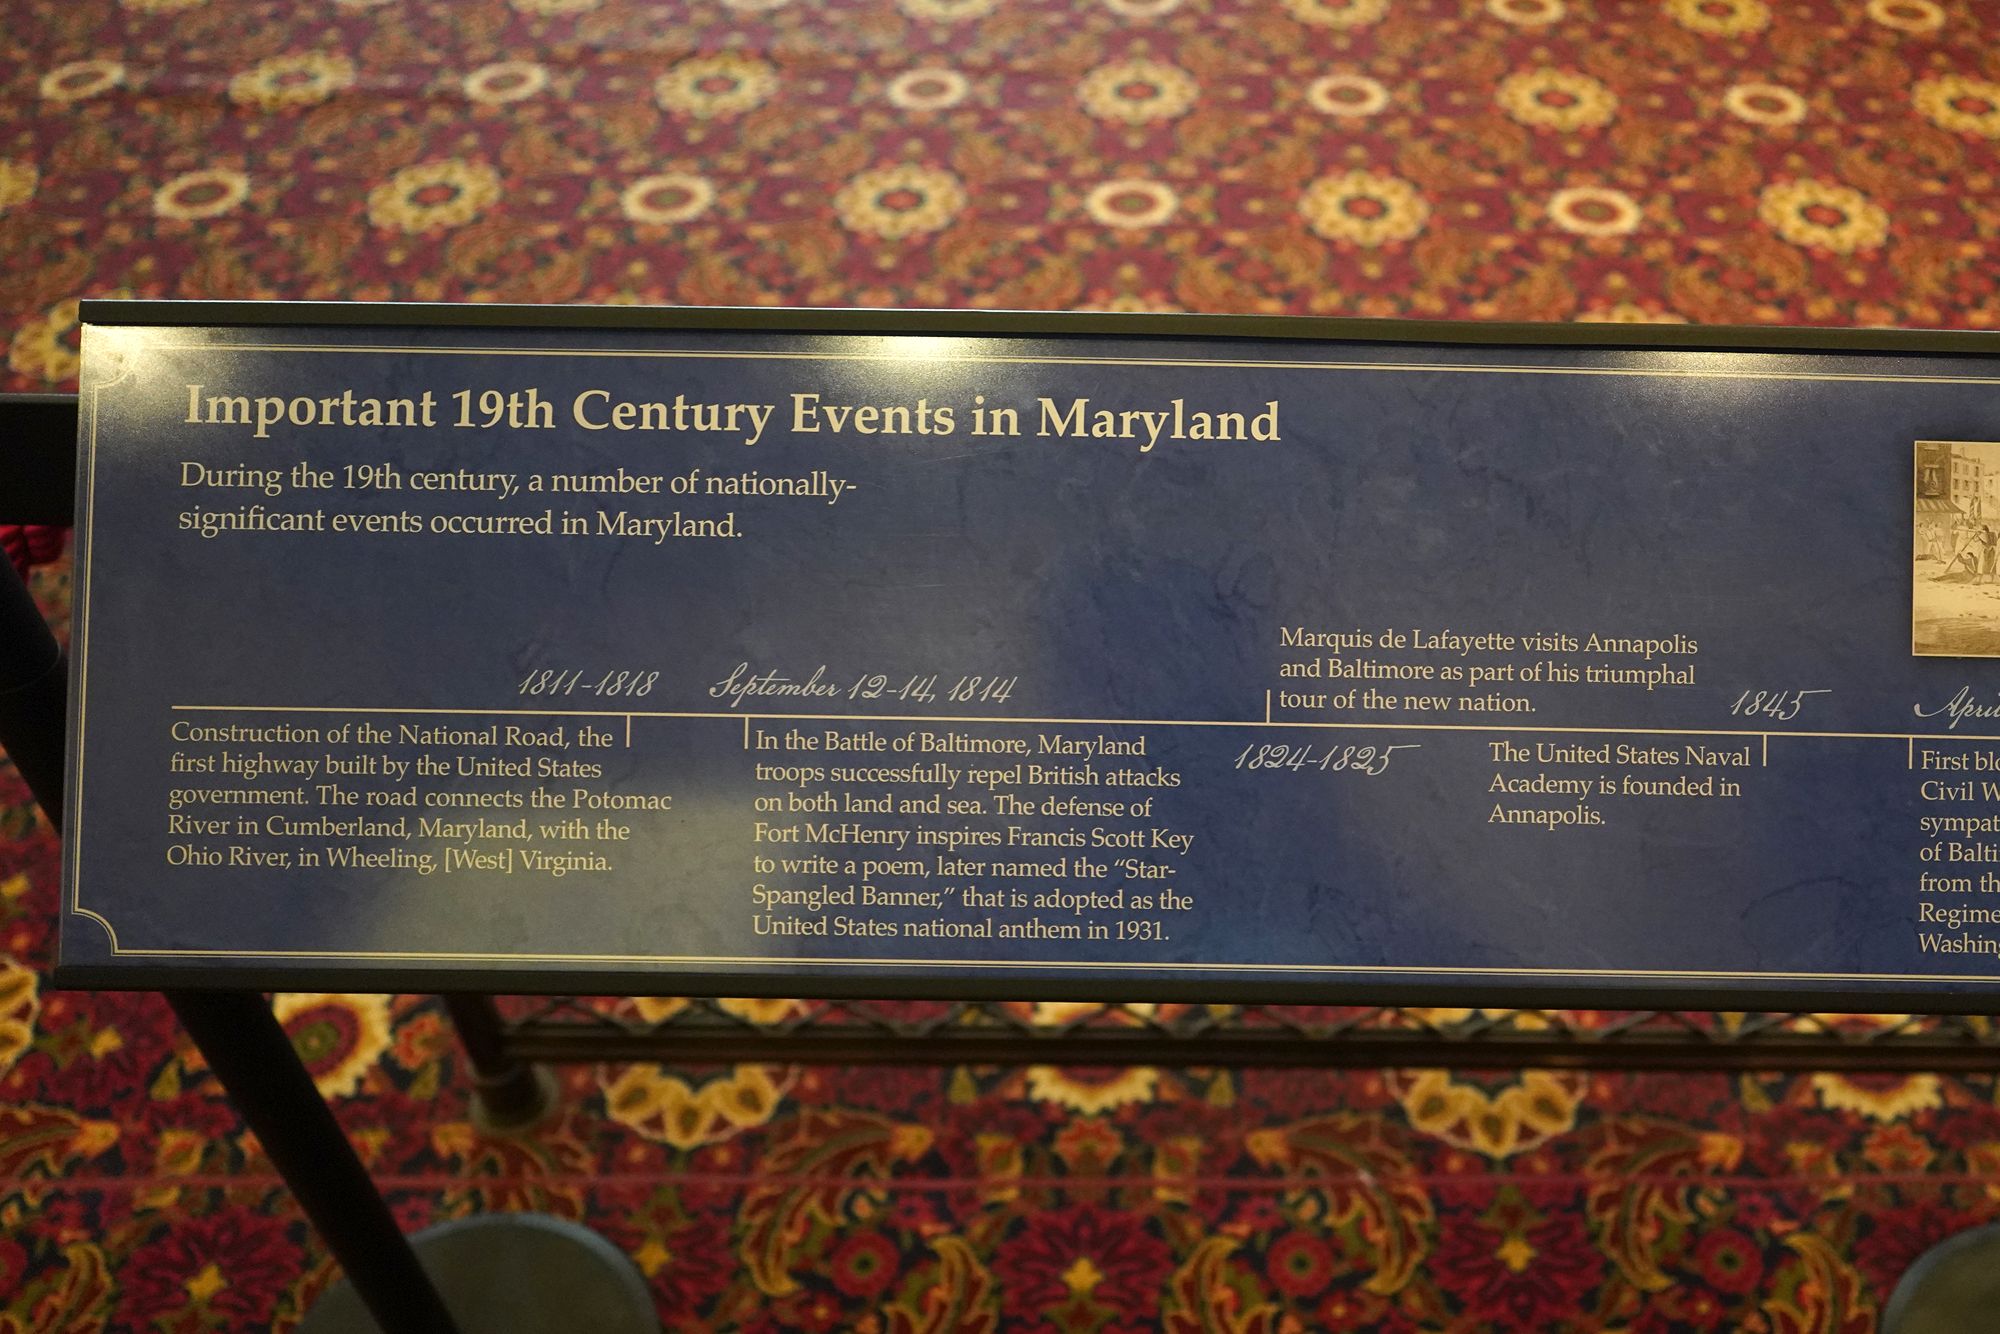 Important 19th Century Events in Maryland
During the 19th century, a number of nationally-
significant events occurred in Maryland.
1811-1818
Construction of the National Road, the
first highway built by the United States
government. The road connects the Potomac
River in Cumberland, Maryland, with the
Ohio River, in Wheeling, [West] Virginia.
September 12-14, 1814
In the Battle of Baltimore, Maryland
troops successfully repel British attacks
on both land and sea. The defense of
Fort McHenry inspires Francis Scott Key
to write a poem, later named the “Star-
Spangled Banner,” that is adopted as the
United States national anthem in 1931.
Marquis de Lafayette visits Annapolis
and Baltimore as part of his triumphal
tour of the new nation.
1824-1825
1845
The United States Naval
Academy is founded in
Annapolis.
April
First
Civil
of
from